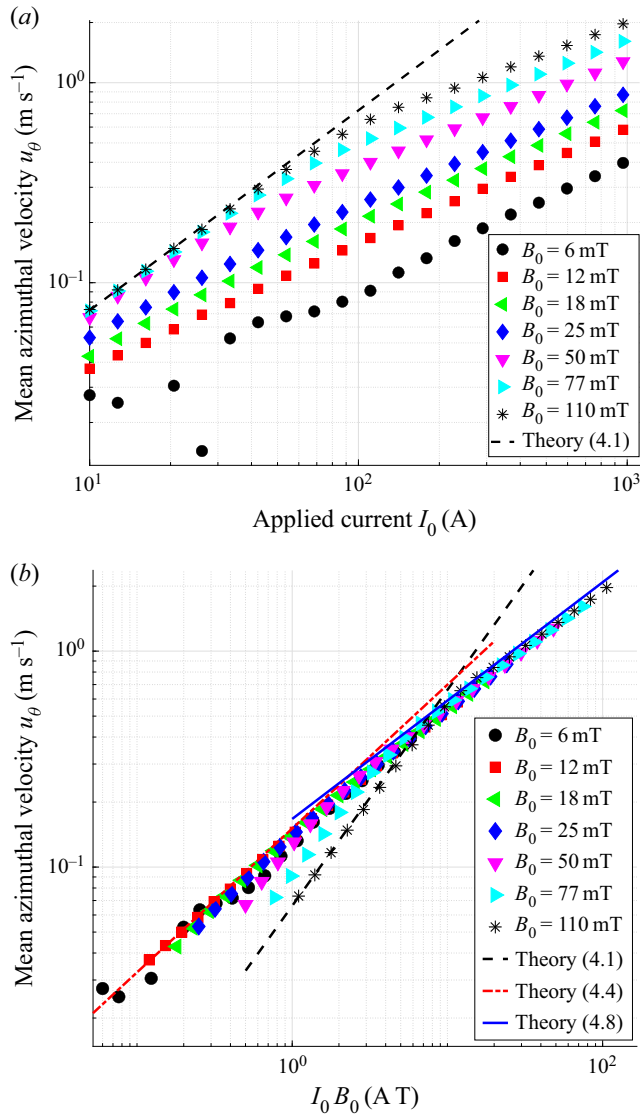 (a)
10⁰
10⁻¹
Mean azimuthal velocity u_θ (m s⁻¹)
B₀ = 6 mT
B₀ = 12 mT
B₀ = 18 mT
B₀ = 25 mT
B₀ = 50 mT
B₀ = 77 mT
B₀ = 110 mT
Theory (4.1)
10¹ 10² 10³
Applied current I₀ (A)
(b)
10⁰
10⁻¹
Mean azimuthal velocity u_θ (m s⁻¹)
B₀ = 6 mT
B₀ = 12 mT
B₀ = 18 mT
B₀ = 25 mT
B₀ = 50 mT
B₀ = 77 mT
B₀ = 110 mT
Theory (4.1)
Theory (4.4)
Theory (4.8)
10⁰ 10¹ 10²
I₀ B₀ (A T)